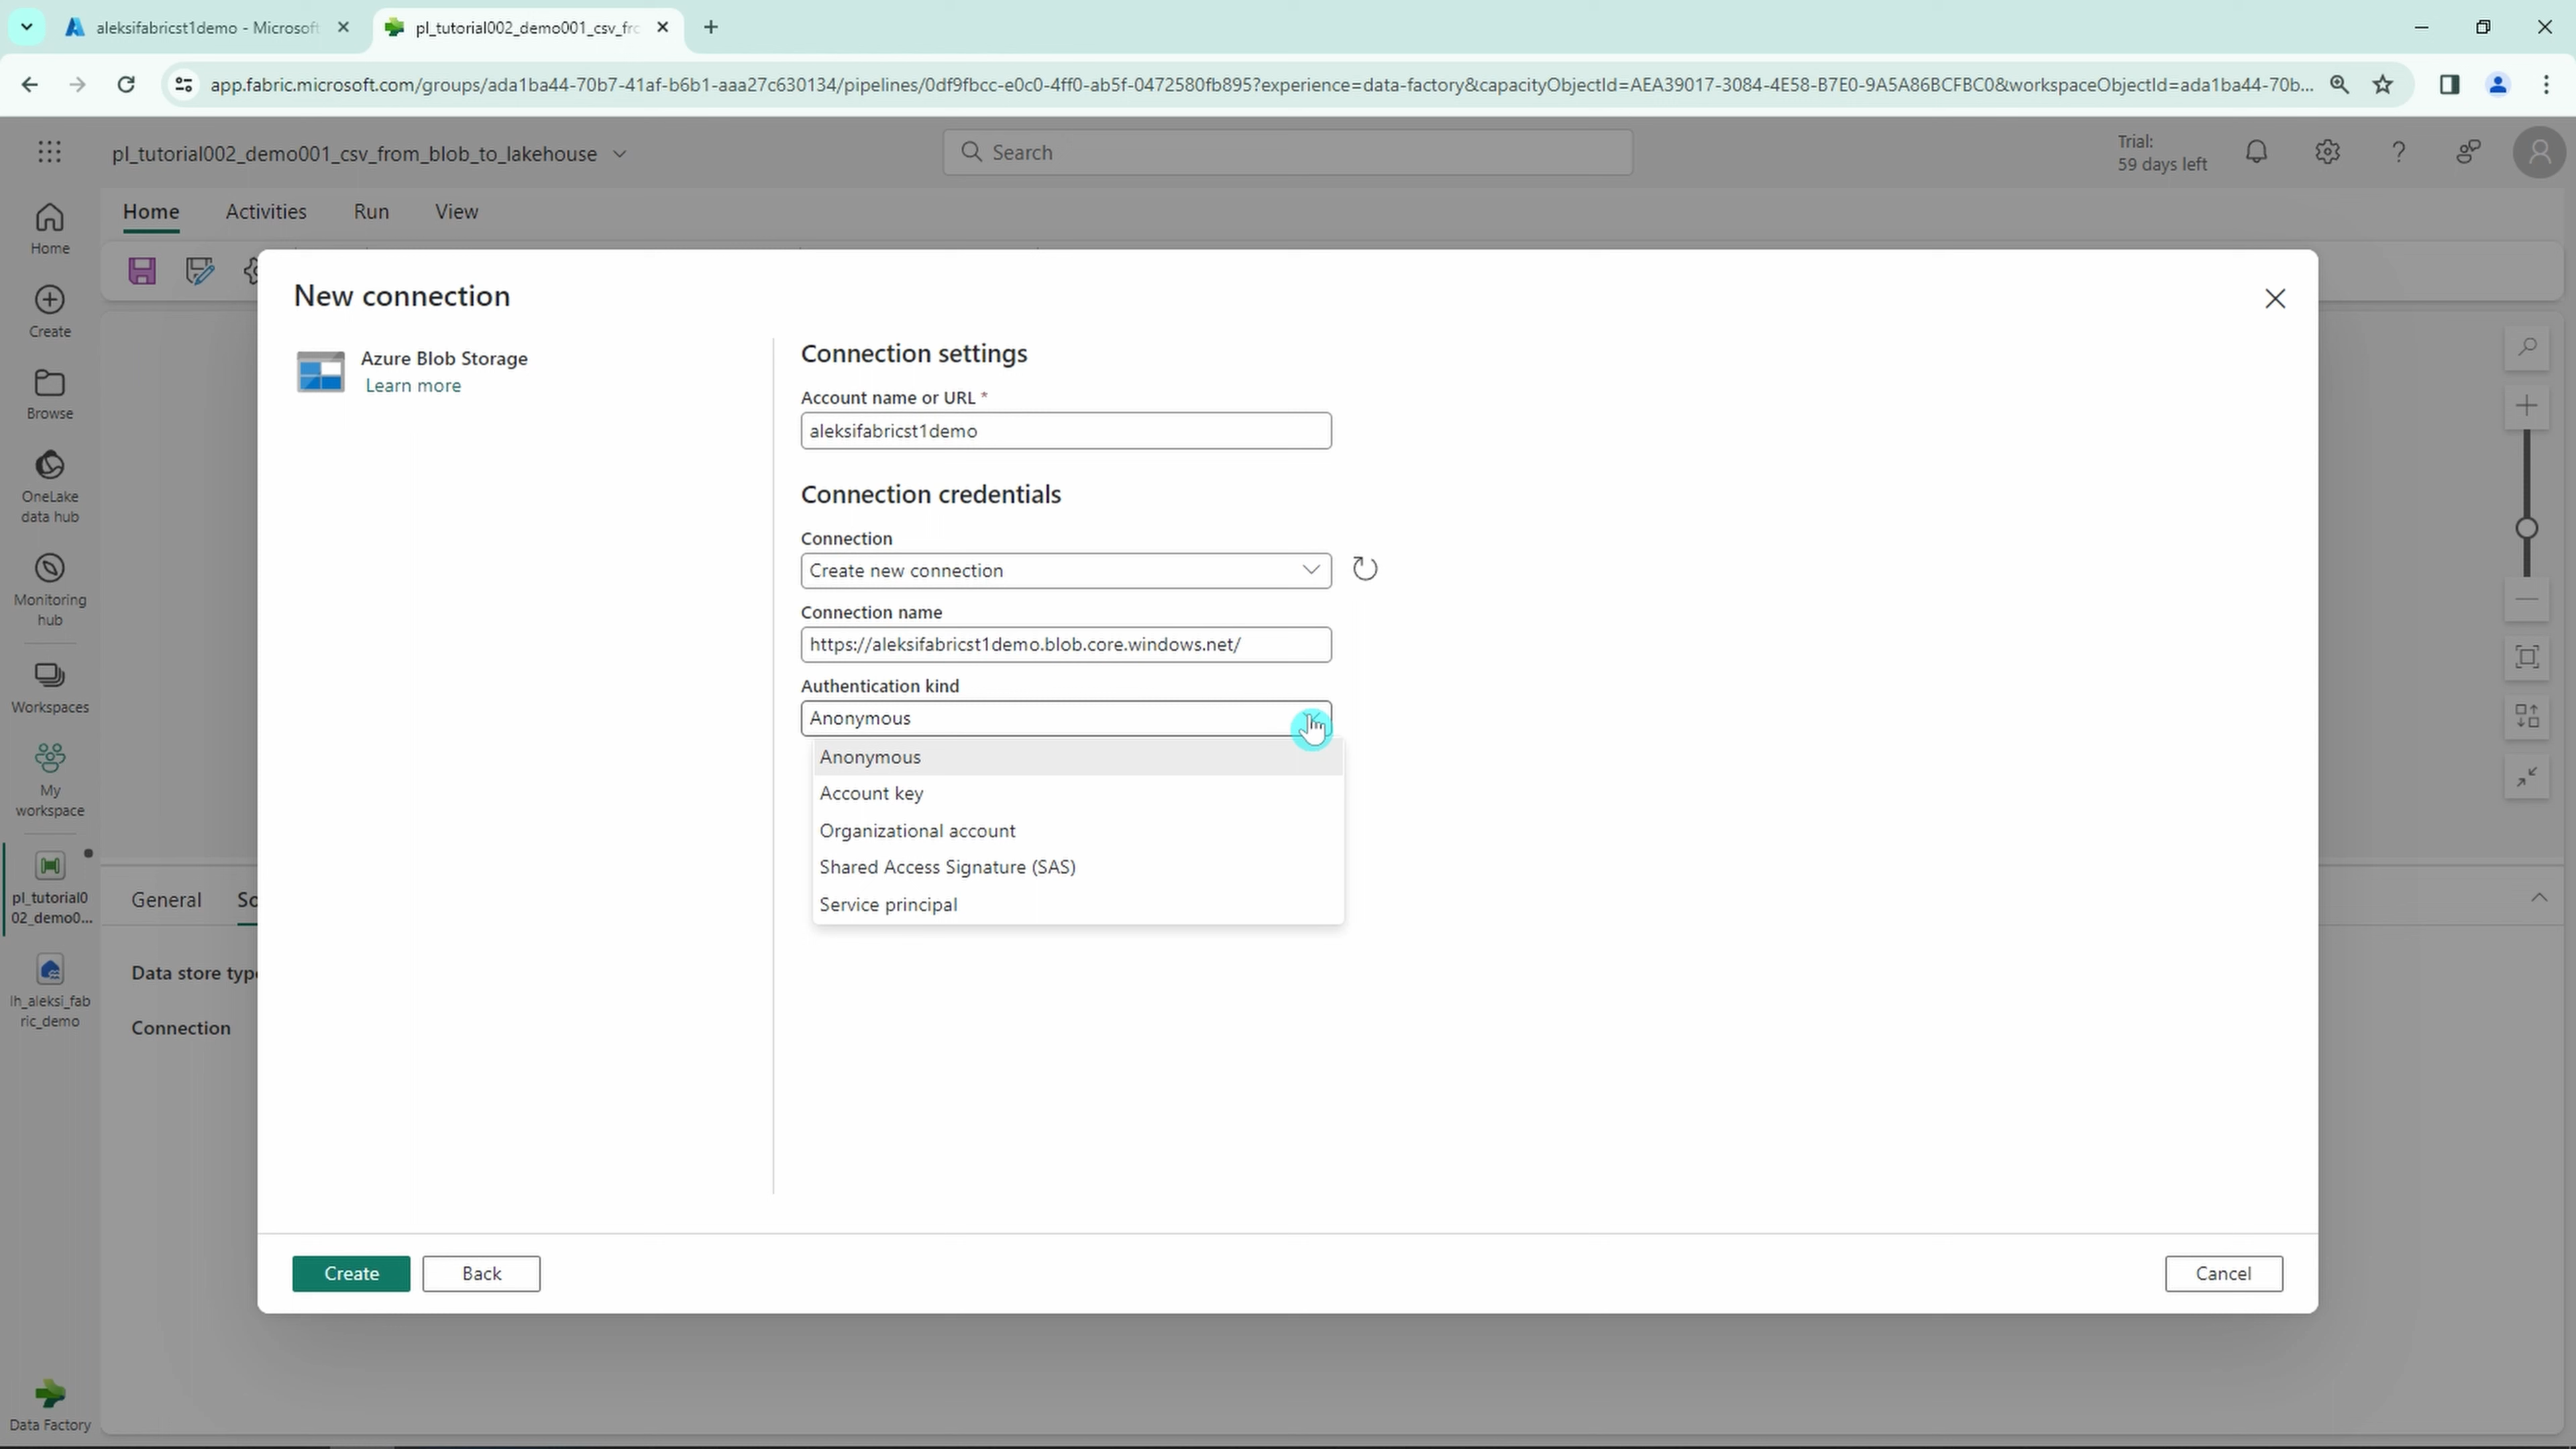 aleksifabricst1demo - Microsoft
pl_tutorial002_demo001_csv_fro
app.fabric.microsoft.com/groups/ada1ba44-70b7-41af-b6b1-aaa27c630134/pipelines/0df9fbcc-e0c0-4ff0-ab5f-0472580fb895?experience=data-factory&capacityObjectId=AEA39017-3084-4E58-B7E0-9A5A86BCFBC0&workspaceObjectId=ada1ba44-70b...
pl_tutorial002_demo001_csv_from_blob_to_lakehouse
Search
Trial:
59 days left
Home
Activities
Run
View
Home
Create
Browse
OneLake
data hub
Monitoring
hub
Workspaces
My
workspace
pl_tutorial0
02_demo0...
lh_aleksi_fab
ric_demo
Data Factory
New connection
Azure Blob Storage
Learn more
Connection settings
Account name or URL *
aleksifabricst1demo
Connection credentials
Connection
Create new connection
Connection name
https://aleksifabricst1demo.blob.core.windows.net/
Authentication kind
Anonymous
Anonymous
Account key
Organizational account
Shared Access Signature (SAS)
Service principal
General
So
Data store type
Connection
Create
Back
Cancel